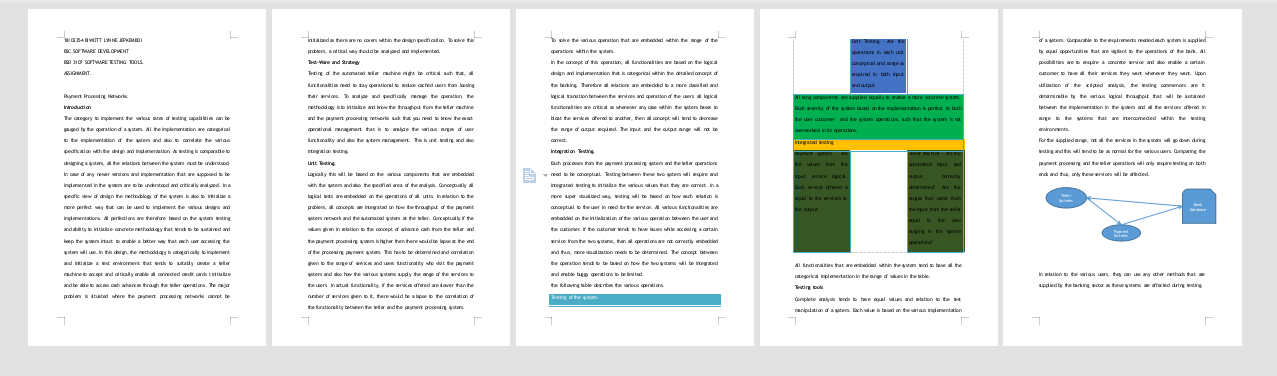 BSC SOFTWARE DEVELOPMENT
BSD 3107 SOFTWARE TESTING TOOLS.
ASSIGNMENT.
Payment Processing Networks.
Introduction
The category to implement the various rates of testing capabilities can be
gauged by the operation of a system. All the implementation are categorical
to the implementation of the system and also to correlate the various
specification with the design and implementation. As testing is comparable to
designing a system, all the relations between the system must be understood.
In case of any newer versions and implementation that are supposed to be
implemented in the system are to be understood and critically analyzed. In a
specific view of design the methodology of the system is also to initialize a
more perfect way that can be used to implement the various designs and
implementations. All perfections are therefore based on the system testing
and ability to initialize concrete methodology that tends to be sustained and
keep the system intact to enable a better way that each user accessing the
system will use. In this design, the methodology is categorically to implement
and initialize a test environment that tends to suitably create a teller
machine to accept and critically enable all connected credit cards t initialize
and be able to access cash advances through the teller operations. The major
problem is situated where the payment processing networks cannot be
initialized as there are no covers within the design specification. To solve this
problem, a critical way should be analyzed and implemented.
Test-Ware and Strategy
Testing of the automated teller machine might be critical such that, all
functionalities need to stay operational to reduce cached users from losing
their services. To analyze and specifically manage the operation, the
methodology is to initialize and know the throughput from the teller machine
and the payment processing networks such that you need to know the exact
operational management that is to analyze the various ranges of user
functionality and also the system management. This is unit testing and also
integration testing.
Unit Testing.
Logically this will be based on the various components that are embedded
with the system and also the specified area of the analysis. Conceptually all
logical tests are embedded on the operations of all units. In relation to the
problem, all concepts are integrated on how the throughput of the payment
system network and the automated system at the teller. Conceptually if the
values given in relation to the concept of advance cash from the teller and
the payment processing system is higher then there would be lapse at the end
of the processing payment system. This has to be determined and correlation
given to the range of services and users functionality who visit the payment
system and also how the various systems supply the range of the services to
the users. In actual functionality, if the services offered are slower than the
number of services given to it, there would be a lapse to the correlation of
the functionality between the teller and the payment processing system.
To solve the various operation that are embedded within the range of the
operations within the system.
In the concept of this operation, all functionalities are based on the logical
design and implementation that is categorical within the detailed concept of
the banking. Therefore all relations are embedded to a more classified and
logical transition between the services and operation of the users. all logical
functionalities are critical as whenever any case within the system bases to
bloat the services offered to another, then all concept will tend to decrease
the range of output required. The input and the output range will not be
correct.
Integration Testing.
Each processes from the payment processing system and the teller operations
need to be conceptual. Testing between these two system will require and
integrated testing to initialize the various values that they are correct. In a
more super visualized way, testing will be based on how each relation is
conceptual to the user in need for the service. All various functionalities are
embedded on the initialization of the various operation between the user and
the customer. If the customer tend to have issues while accessing a certain
service from the two systems, then all operations are not correctly embedded
and thus, more visualization needs to be determined. The concept between
the operation tends to be based on how the two systems will be integrated
and enable buggy operations to be limited.
the following table describes the various operations.
Testing of the system.
Unit Testing - Are the
operations in each unit
conceptual and range as
required in both input
and output
All rising components are supplied equally to enable a more concrete system.
Each severity of the system based on the implementation is perfect to both
the user customer and the system operations, such that the system is not
overworked in its operations.
Integrated testing
Payment system - are
the values from the
input service logical.
Each service offered is
equal to the services to
the output
automated input and
output correctly
determined? Are the
ranges that come from
the input from the teller
equal to the ones
ranging in the system
operations?
All functionalities that are embedded within the system tend to base all the
categorical implementation in the range of values in the table.
Testing tools
Complete analysis tends to have equal values and relation to the test
manipulation of a system. Each value is based on the various implementation
of a system. Comparable to the requirements needed each system is supplied
by equal opportunities that are vigilant to the operations of the bank. All
possibilities are to enquire a concrete service and also enable a certain
customer to have all their services they want whenever they want. Upon
utilization of the scripted analysis, the testing commences are it
determinable by the various logical throughput that will be sustained
between the implementation in the system and all the services offered in
range to the systems that are interconnected within the testing
environments.
For the supplied range, not all the services in the system will go down during
testing and this will tend to be as normal for the various users. Comparing the
payment processing and the teller operations will only require testing on both
ends and thus, only these services will be affected.
Teller
Systems
Bank
Database
Payment
Systems
In relation to the various users, they can use any other methods that are
supplied by the banking sector as these systems are affected during testing.